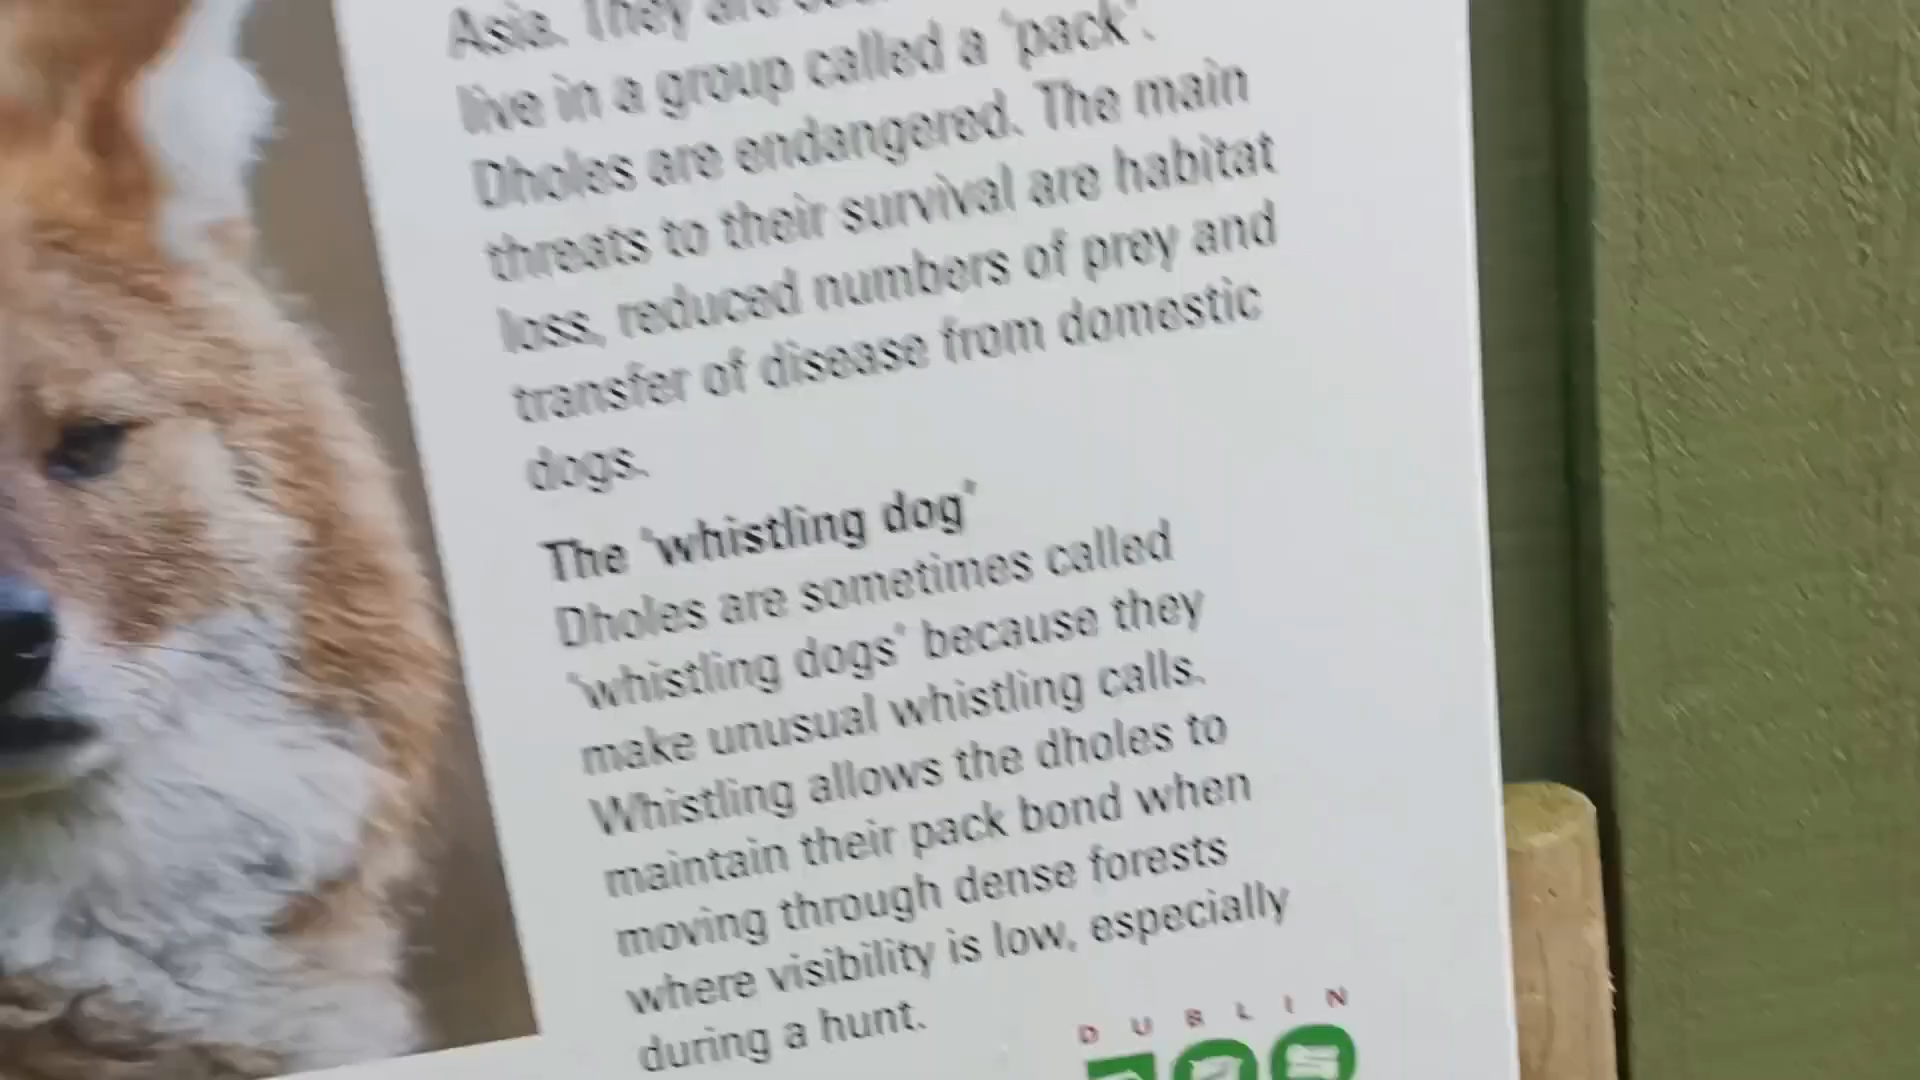 Asia. They are
live in a group called a 'pack'.
Dholes are endangered. The main
threats to their survival are habitat
loss, reduced numbers of prey and
transfer of disease from domestic
dogs.
The 'whistling dog'
Dholes are sometimes called
'whistling dogs' because they
make unusual whistling calls.
Whistling allows the dholes to
maintain their pack bond when
moving through dense forests
where visibility is low, especially
during a hunt.
DUBLIN